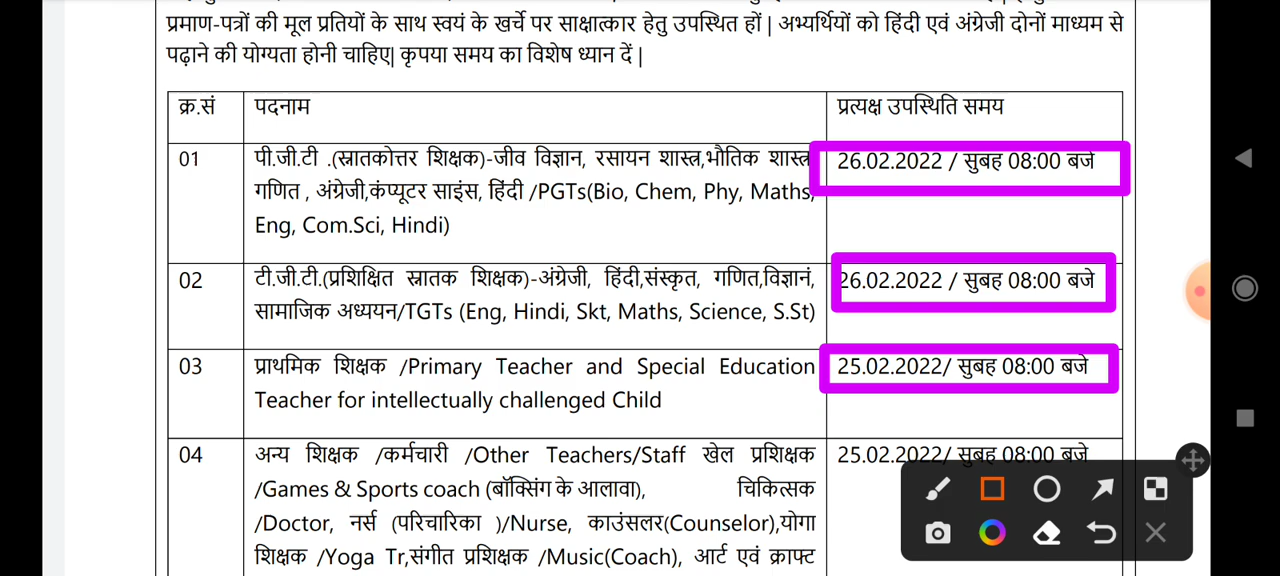 प्रमाण-पत्रों की मूल प्रतियों के साथ स्वयं के खर्चे पर साक्षात्कार हेतु उपस्थित हों| अभ्यर्थियों को हिंदी एवं अंग्रेजी दोनों माध्यम से
पढ़ाने की योग्यता होनी चाहिए| कृपया समय का विशेष ध्यान दें|
क्र.सं पदनाम प्रत्यक्ष उपस्थिति समय
01 पी.जी.टी .(स्नातकोत्तर शिक्षक)-जीव विज्ञान, रसायन शास्त्र,भौतिक शास्त्र 26.02.2022 / सुबह 08:00 बजे
गणित , अंग्रेजी,कंप्यूटर साइंस, हिंदी /PGTs(Bio, Chem, Phy, Maths,
Eng, Com.Sci, Hindi)
02 टी.जी.टी.(प्रशिक्षित स्नातक शिक्षक)-अंग्रेजी, हिंदी,संस्कृत, गणित,विज्ञानं, 26.02.2022 / सुबह 08:00 बजे
सामाजिक अध्ययन/TGTs (Eng, Hindi, Skt, Maths, Science, S.St)
03 प्राथमिक शिक्षक /Primary Teacher and Special Education 25.02.2022/ सुबह 08:00 बजे
Teacher for intellectually challenged Child
04 अन्य शिक्षक /कर्मचारी /Other Teachers/Staff खेल प्रशिक्षक 25.02.2022/ सुबह 08:00 बजे
/Games & Sports coach (बॉक्सिंग के आलावा), चिकित्सक
/Doctor, नर्स (परिचारिका )/Nurse, काउंसलर(Counselor),योगा
शिक्षक /Yoga Tr,संगीत प्रशिक्षक /Music(Coach), आर्ट एवं क्राफ्ट